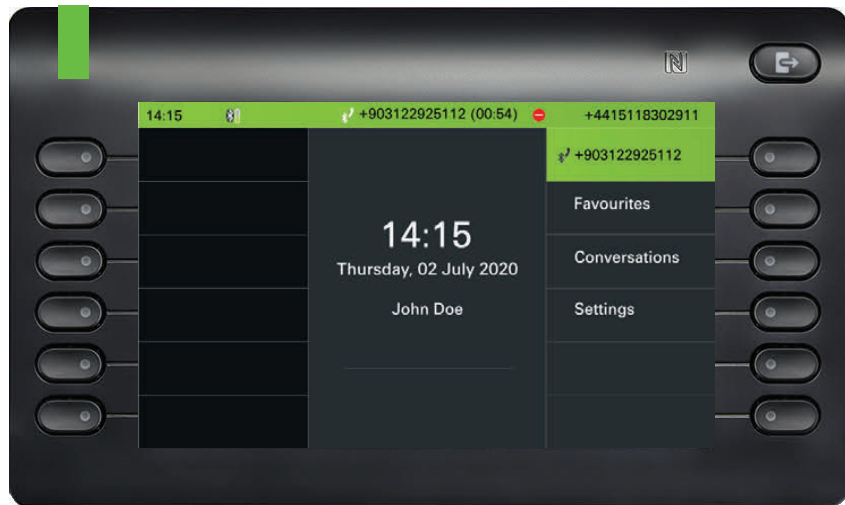 14:15 +903122925112 (00:54) +4415118302911
+903122925112
Favourites
14:15
Conversations
Thursday, 02 July 2020
John Doe
Settings